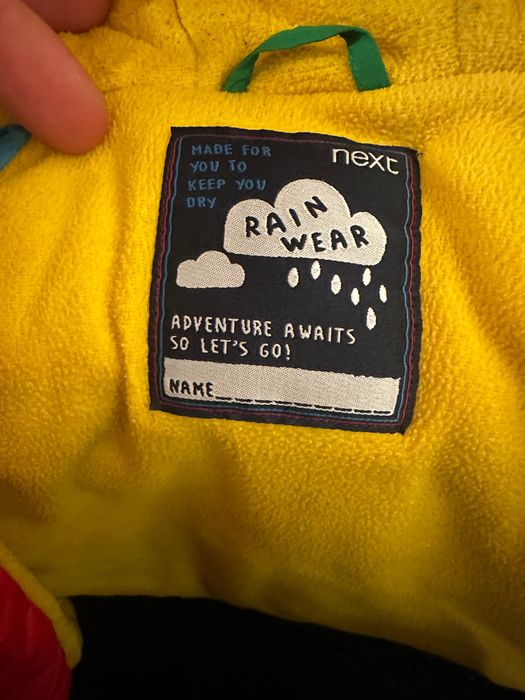 MADE FOR
YOU TO
KEEP YOU
DRY
next
RAIN
WEAR
ADVENTURE AWAITS
SO LET'S GO!
NAME